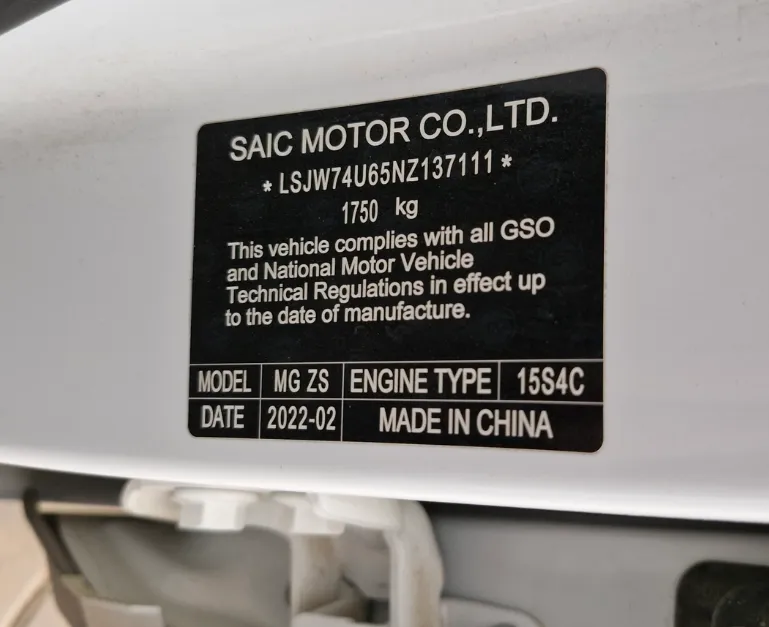 SAIC MOTOR CO.,LTD.
* LSJW74U65NZ137111 *
1750 kg
This vehicle complies with all GSO
and National Motor Vehicle
Technical Regulations in effect up
to the date of manufacture.
MODEL MG ZS ENGINE TYPE 15S4C
DATE 2022-02 MADE IN CHINA